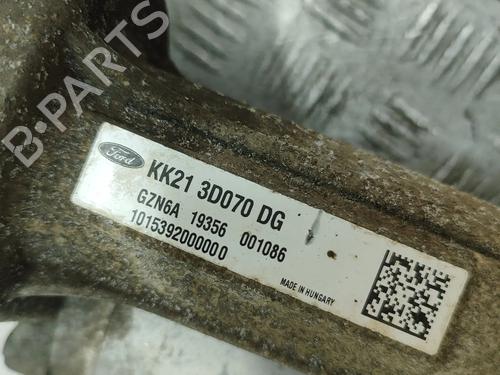 B-PARTS
Ford
KK21 3D070 DG
GZN6A 19356 001086
1015392000000
MADE IN HUNGARY